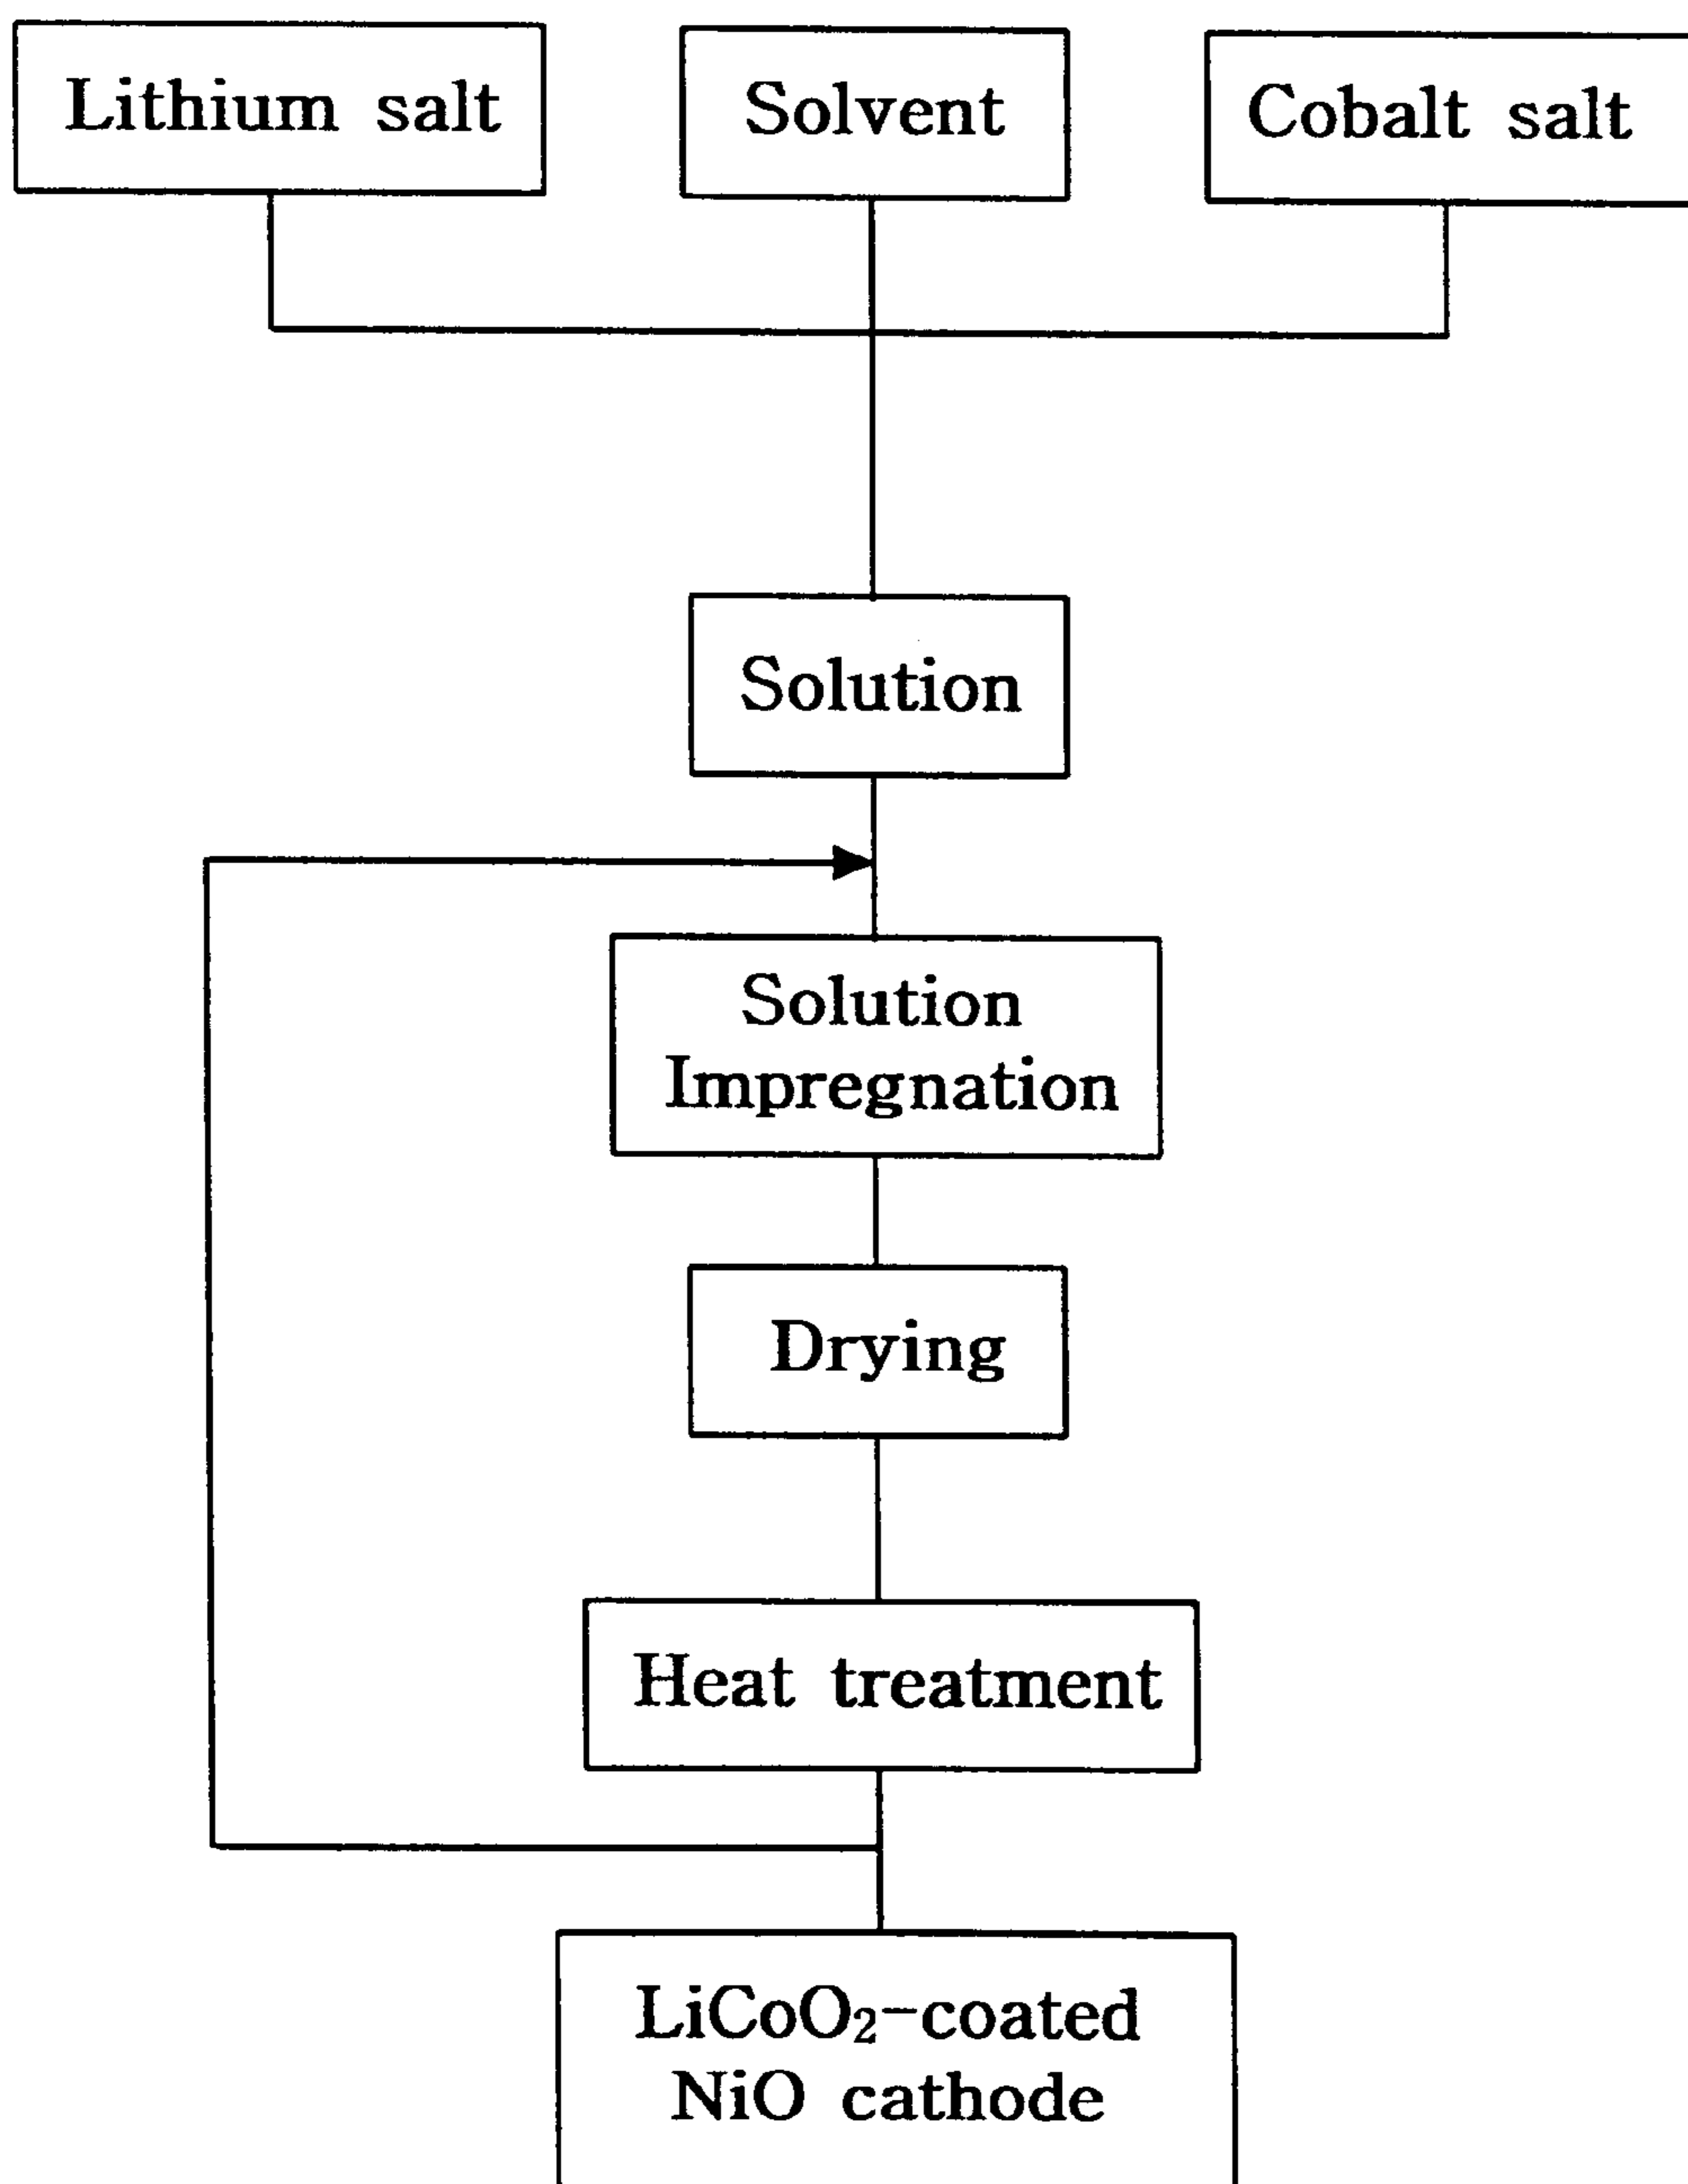 Lithium salt
Solvent
Cobalt salt
Solution
Solution
Impregnation
Drying
Heat treatment
LiCoO₂-coated
NiO cathode